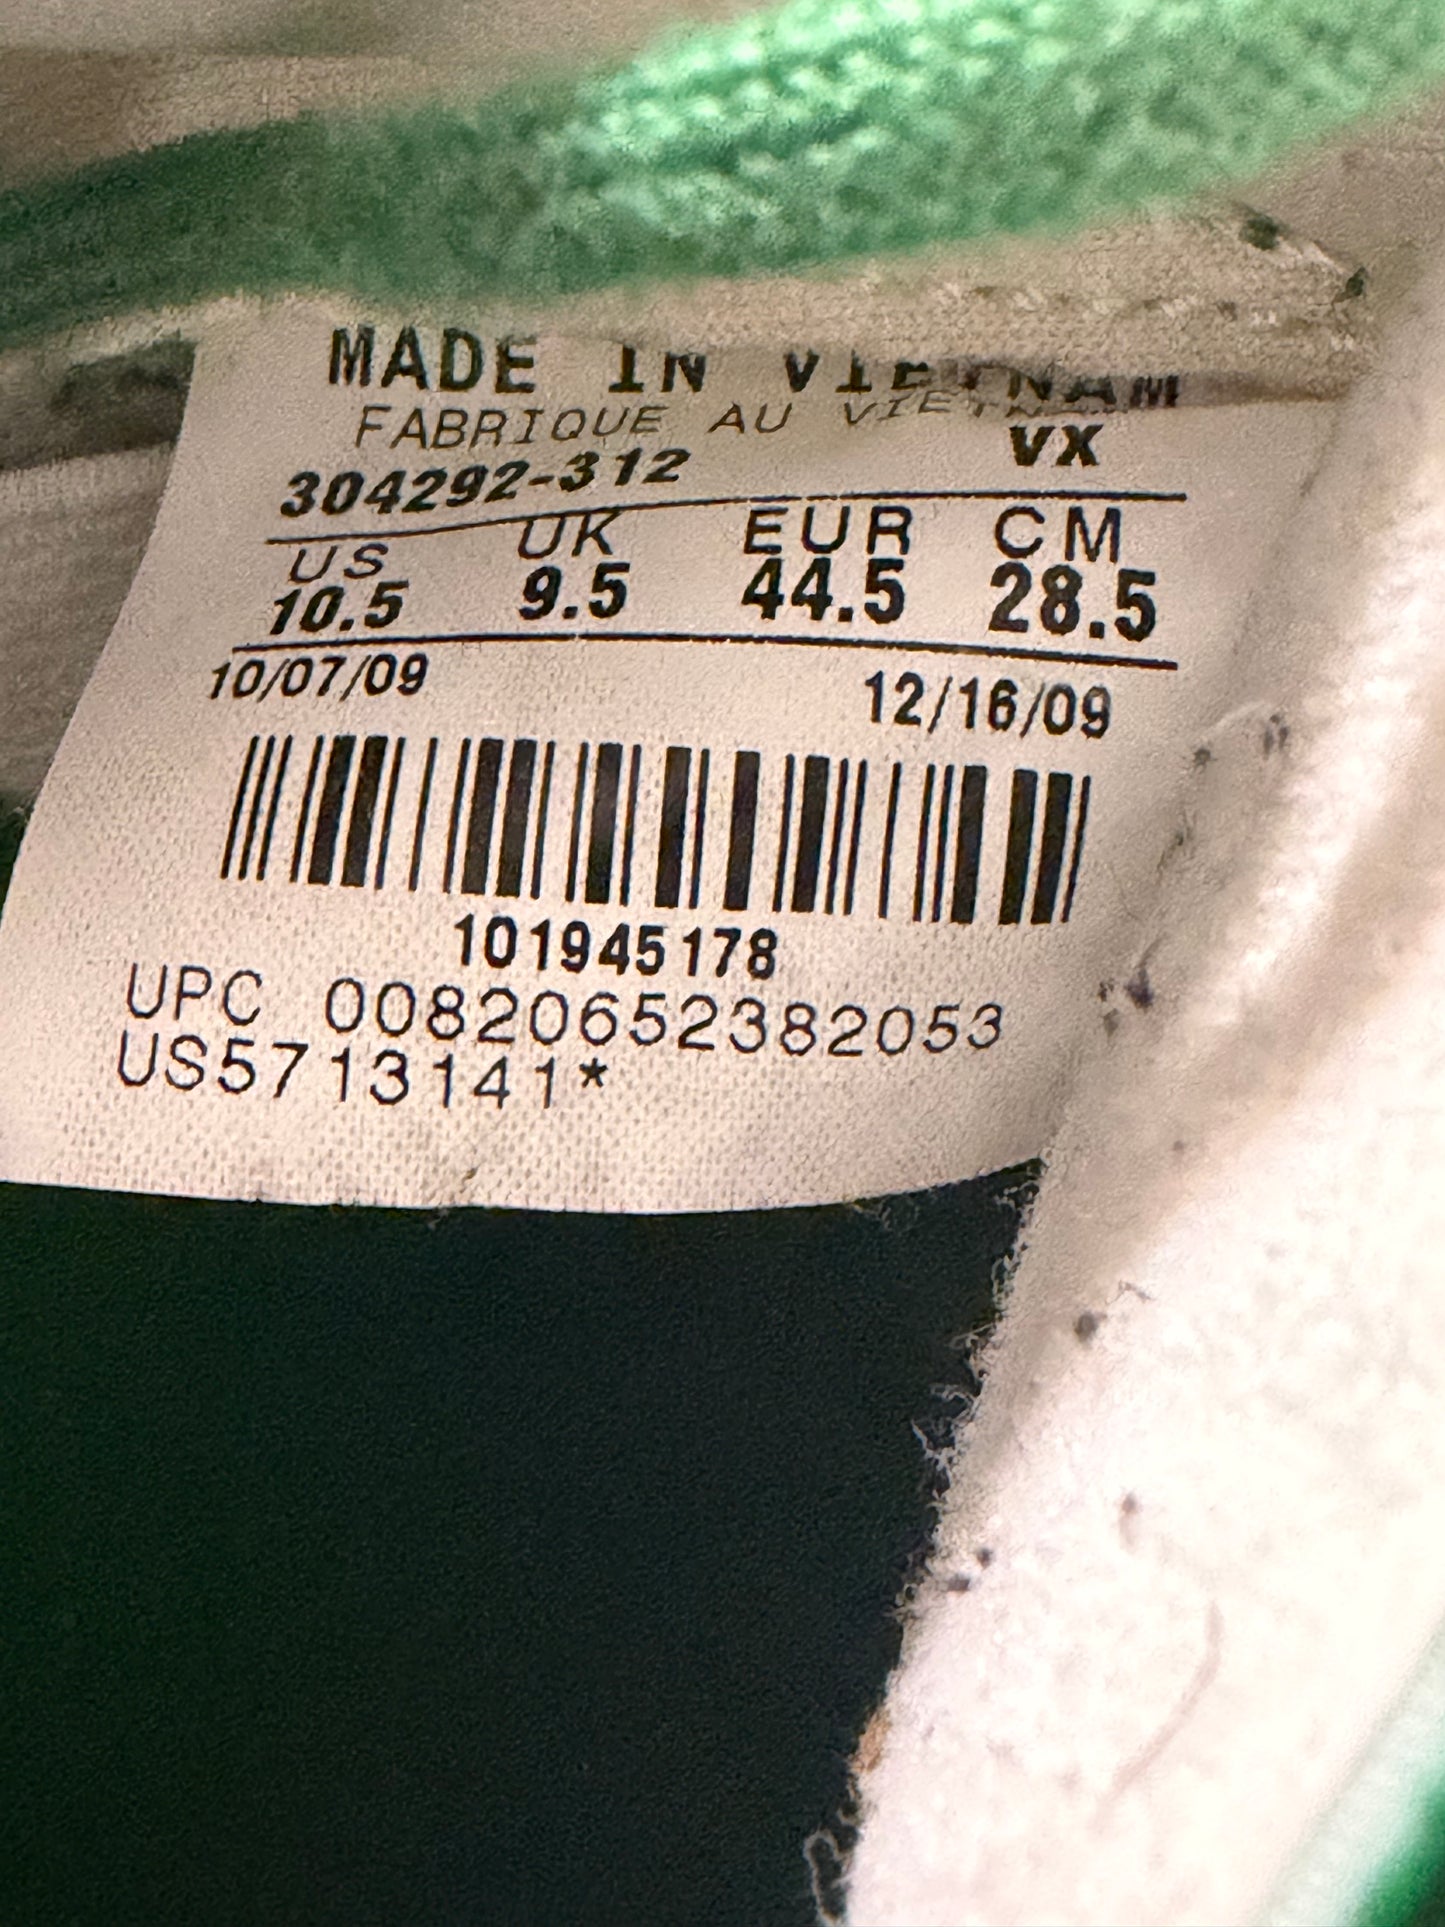 MADE IN VIETNAM
FABRIQUE AU VIETNAM
304292-312 VX
US UK EUR CM
10.5 9.5 44.5 28.5
10/07/09 12/16/09
101945178
UPC 00820652382053
US5713141*